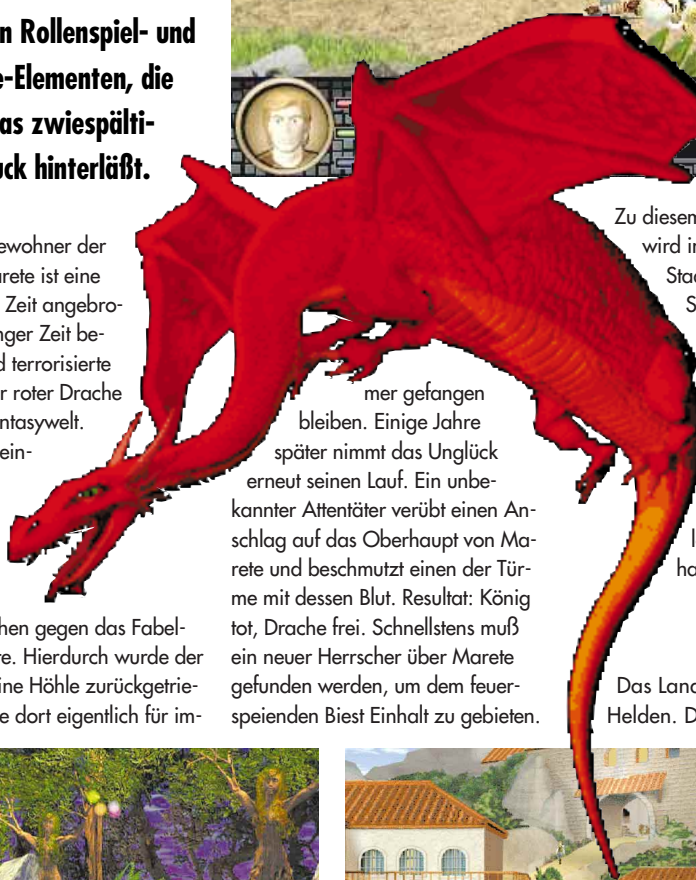 n Rollenspiel- und
e-Elementen, die
as zwiespälti-
uck hinterläßt.
ewohner der
arete ist eine
Zeit angebro-
nger Zeit be-
d terrorisierte
r roter Drache
ntasywelt.
ein-
hen gegen das Fabel-
re. Hierdurch wurde der
ine Höhle zurückgetrie-
e dort eigentlich für im-
mer gefangen
bleiben. Einige Jahre
später nimmt das Unglück
erneut seinen Lauf. Ein unbe-
kannter Attentäter verübt einen An-
schlag auf das Oberhaupt von Ma-
rete und beschmutzt einen der Tür-
me mit dessen Blut. Resultat: König
tot, Drache frei. Schnellstens muß
ein neuer Herrscher über Marete
gefunden werden, um dem feuer-
speienden Biest Einhalt zu gebieten.
Zu diesem
wird in
Sta
S
l
ha
Das Land
Helden. D